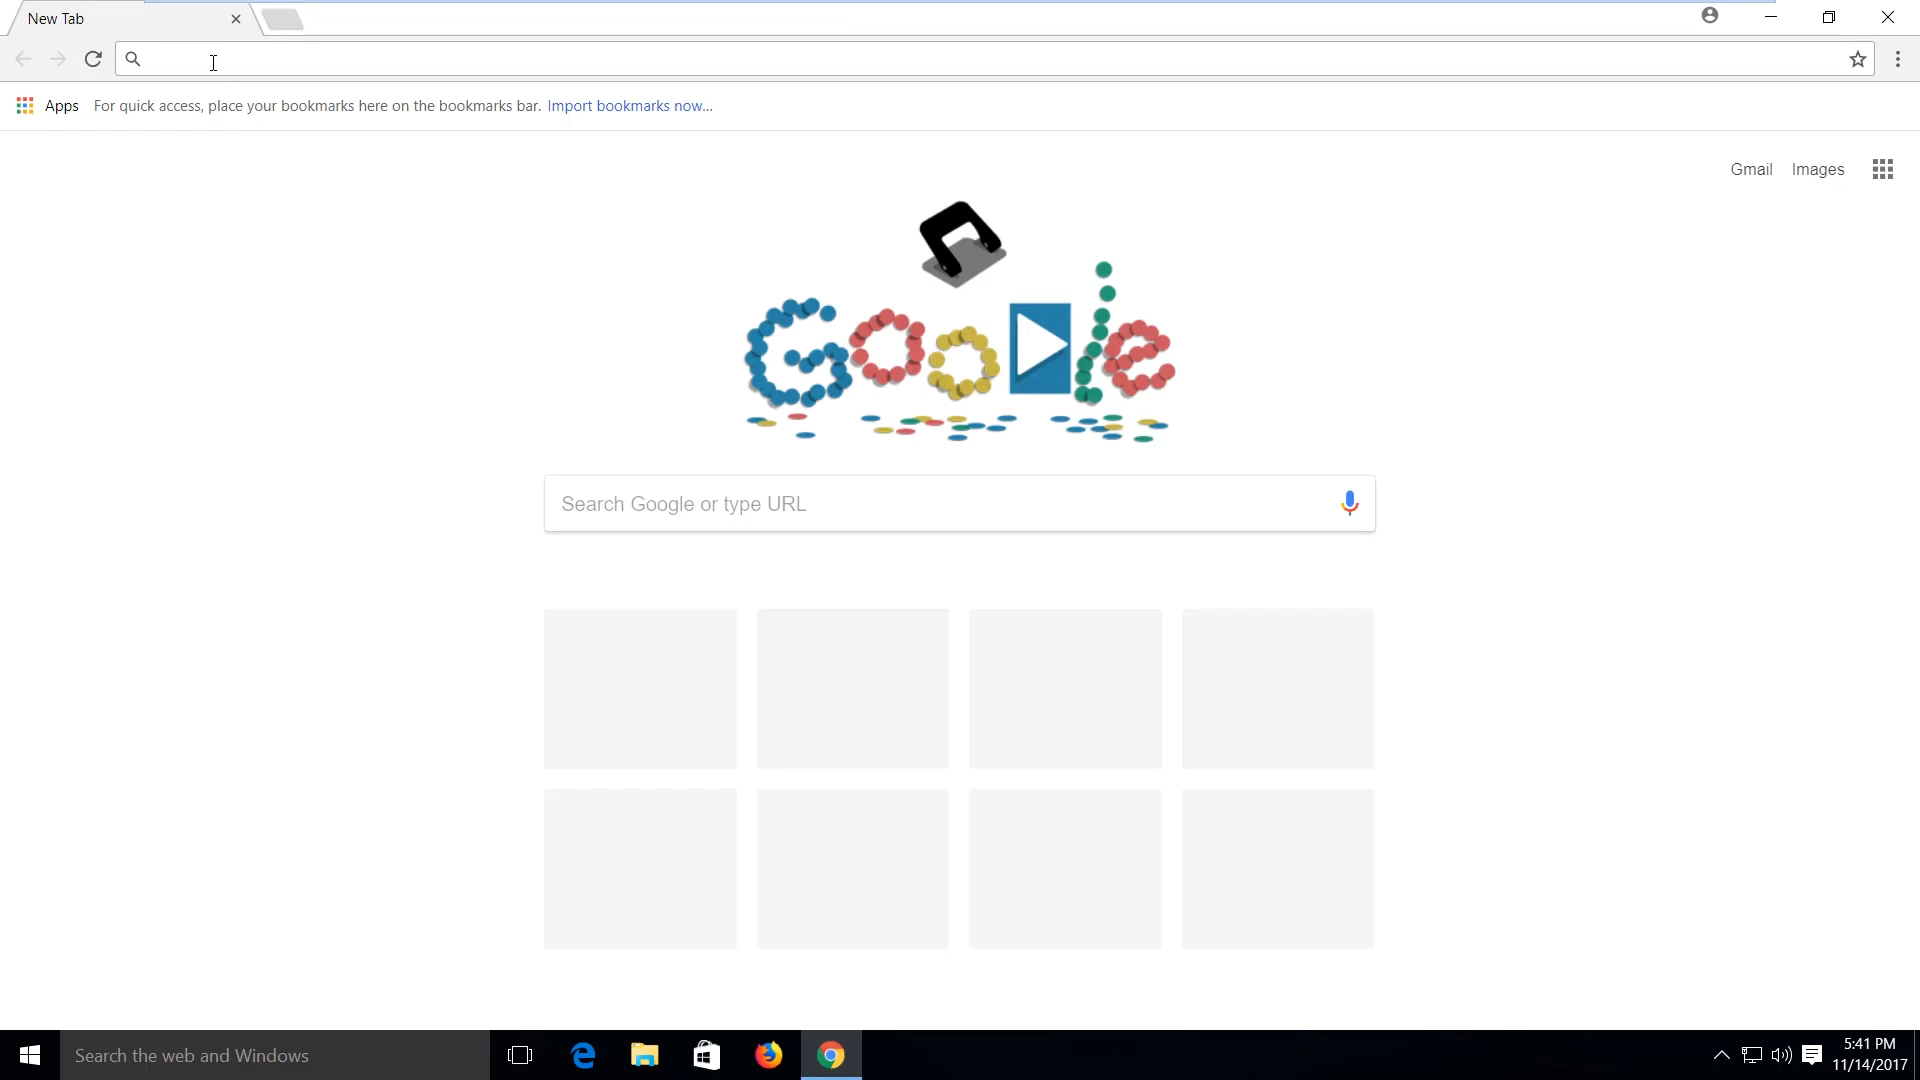 New Tab
Apps For quick access, place your bookmarks here on the bookmarks bar. Import bookmarks now...
Gmail Images
Google
Search Google or type URL
Search the web and Windows
5:41 PM
11/14/2017